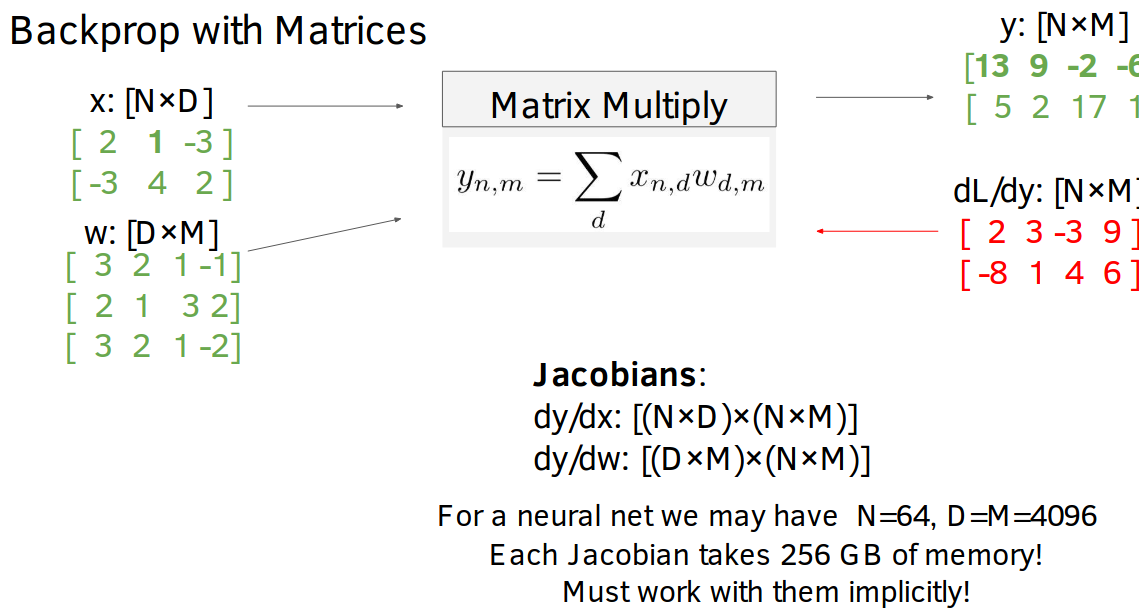 Backprop with Matrices
x: [N×D]
[ 2 1 -3 ]
[ -3 4 2 ]
w: [D×M]
[ 3 2 1 -1]
[ 2 1 3 2]
[ 3 2 1 -2]
Matrix Multiply
y_{n,m} = \sum_{d} x_{n,d} w_{d,m}
y: [N×M]
[13 9 -2 -6
[ 5 2 17 1
dL/dy: [N×M]
[ 2 3 -3 9 ]
[ -8 1 4 6 ]
Jacobians:
dy/dx: [(N×D)×(N×M)]
dy/dw: [(D×M)×(N×M)]
For a neural net we may have N=64, D=M=4096
Each Jacobian takes 256 GB of memory!
Must work with them implicitly!